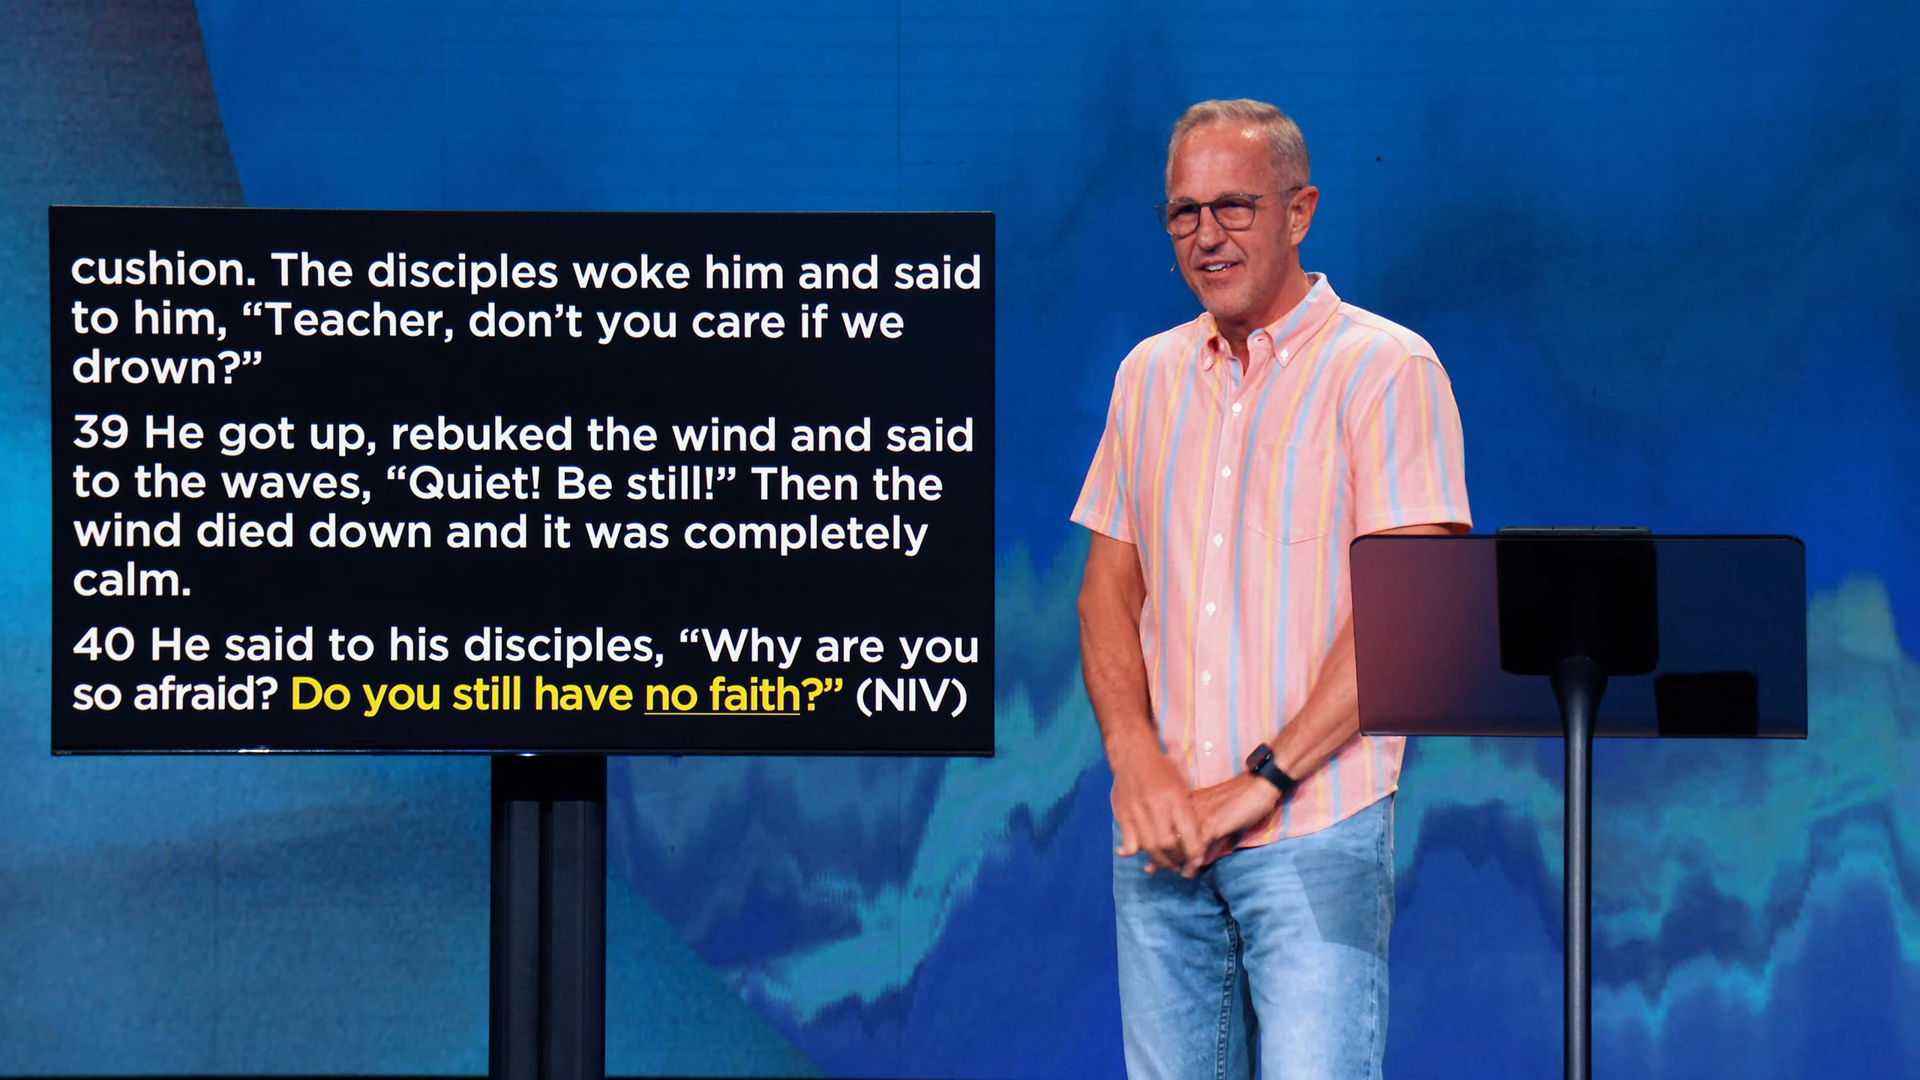 cushion. The disciples woke him and said
to him, “Teacher, don’t you care if we
drown?”
39 He got up, rebuked the wind and said
to the waves, “Quiet! Be still!” Then the
wind died down and it was completely
calm.
40 He said to his disciples, “Why are you
so afraid? Do you still have no faith?” (NIV)